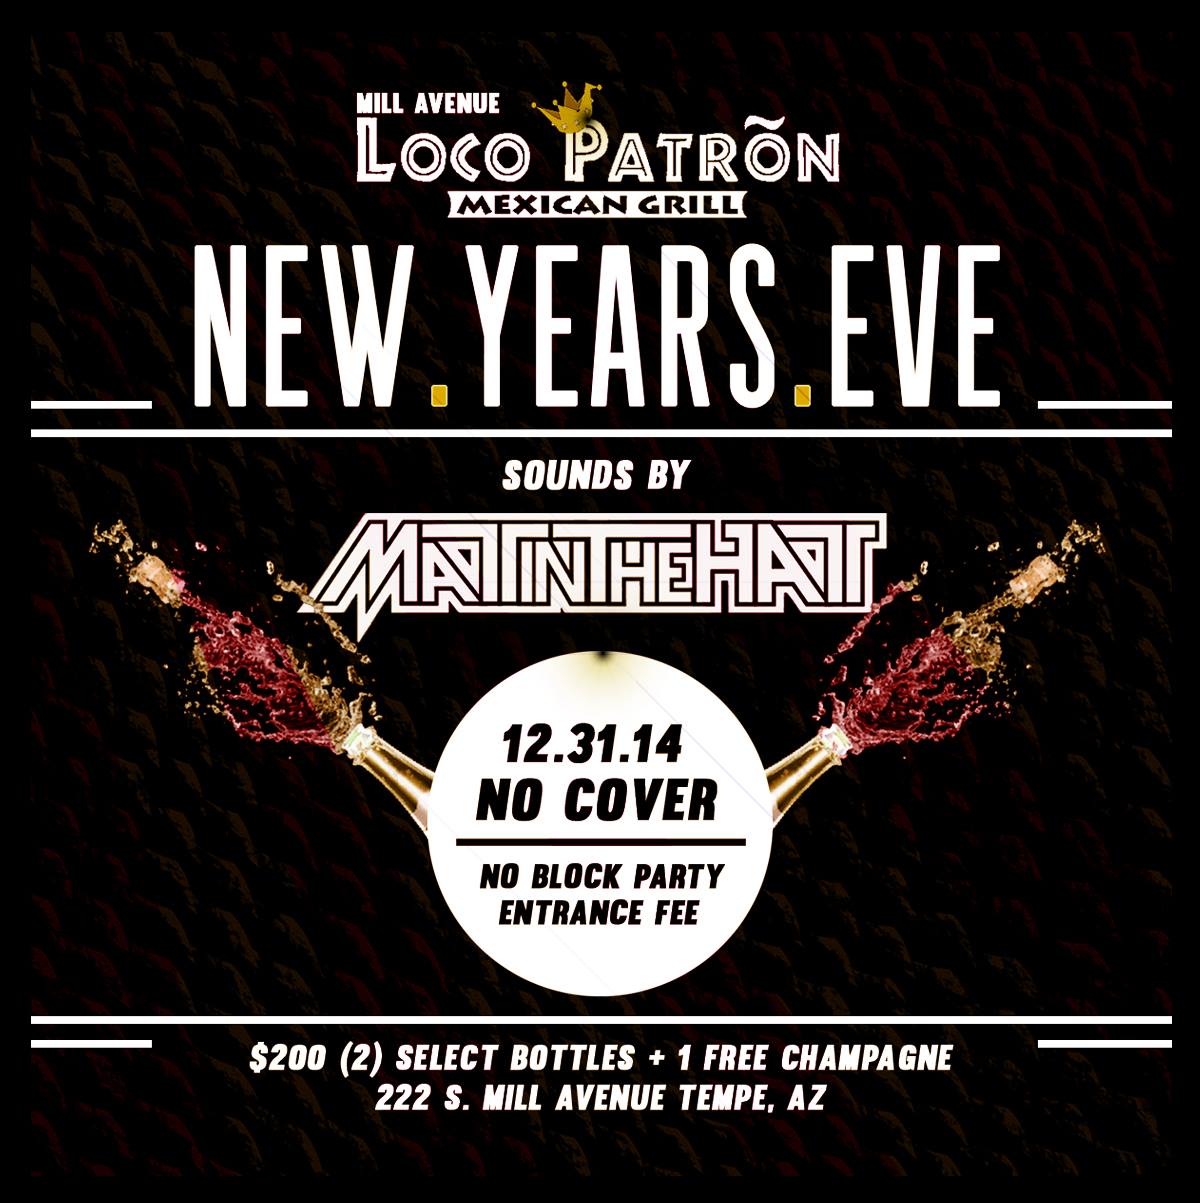 MILL AVENUE
LOCO PATRÕN
MEXICAN GRILL
NEW.YEARS.EVE
SOUNDS BY
MATINTHEHATT
12.31.14
NO COVER
NO BLOCK PARTY
ENTRANCE FEE
$200 (2) SELECT BOTTLES + 1 FREE CHAMPAGNE
222 S. MILL AVENUE TEMPE, AZ